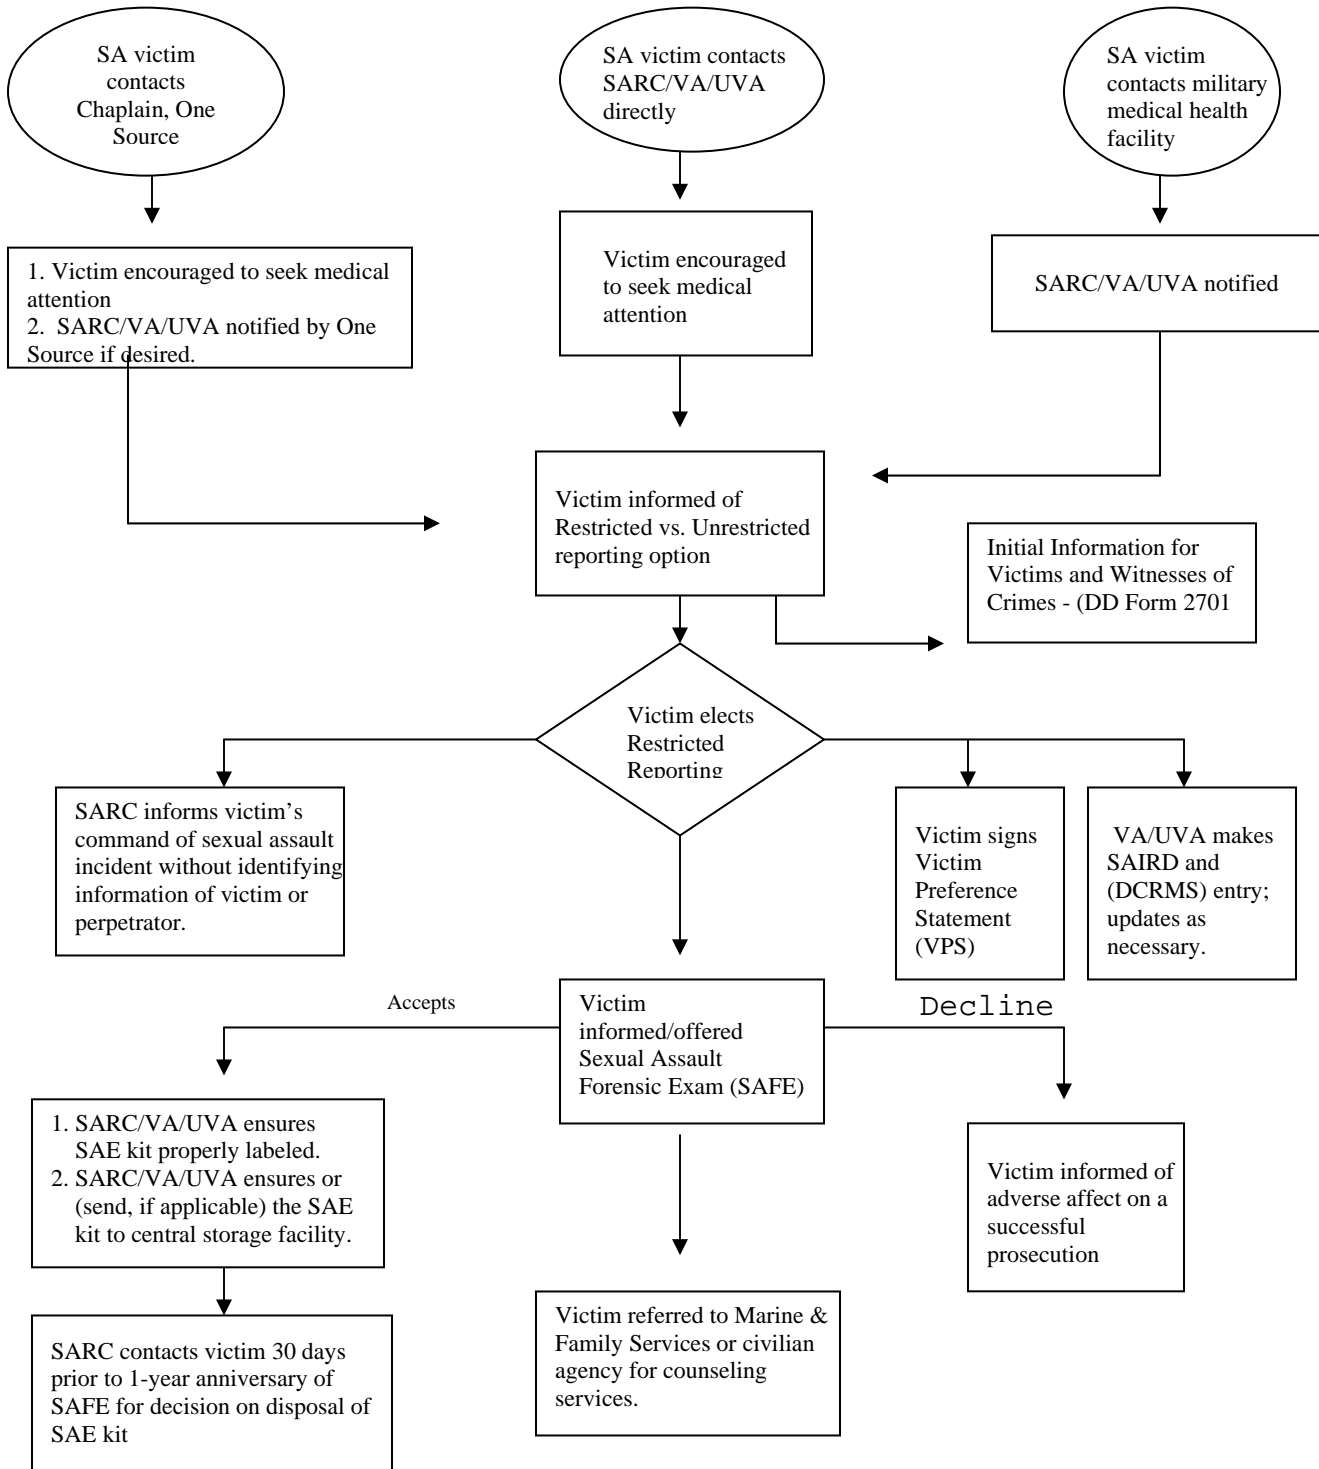 SA victim
contacts
Chaplain, One
Source
SA victim contacts
SARC/VA/UVA
directly
SA victim
contacts military
medical health
facility
1. Victim encouraged to seek medical
attention
2. SARC/VA/UVA notified by One
Source if desired.
Victim encouraged
to seek medical
attention
SARC/VA/UVA notified
Victim informed of
Restricted vs. Unrestricted
reporting option
Initial Information for
Victims and Witnesses of
Crimes - (DD Form 2701
Victim elects
Restricted
Reporting
SARC informs victim’s
command of sexual assault
incident without identifying
information of victim or
perpetrator.
Victim signs
Victim
Preference
Statement
(VPS)
VA/UVA makes
SAIRD and
(DCRMS) entry;
updates as
necessary.
Accepts
Victim
informed/offered
Sexual Assault
Forensic Exam (SAFE)
Decline
1. SARC/VA/UVA ensures
SAE kit properly labeled.
2. SARC/VA/UVA ensures or
(send, if applicable) the SAE
kit to central storage facility.
Victim informed of
adverse affect on a
successful
prosecution
SARC contacts victim 30 days
prior to 1-year anniversary of
SAFE for decision on disposal of
SAE kit
Victim referred to Marine &
Family Services or civilian
agency for counseling
services.